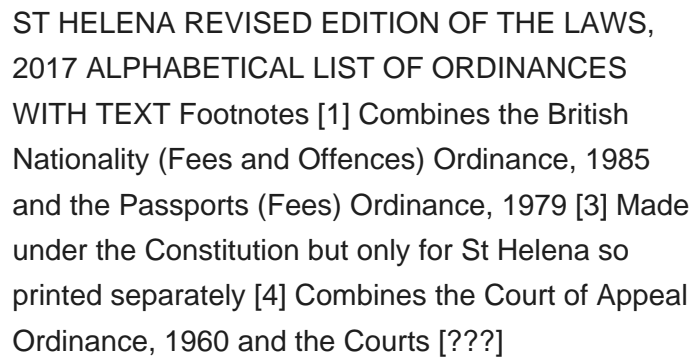 ST HELENA REVISED EDITION OF THE LAWS,
2017 ALPHABETICAL LIST OF ORDINANCES
WITH TEXT Footnotes [1] Combines the British
Nationality (Fees and Offences) Ordinance, 1985
and the Passports (Fees) Ordinance, 1979 [3] Made
under the Constitution but only for St Helena so
printed separately [4] Combines the Court of Appeal
Ordinance, 1960 and the Courts [???]